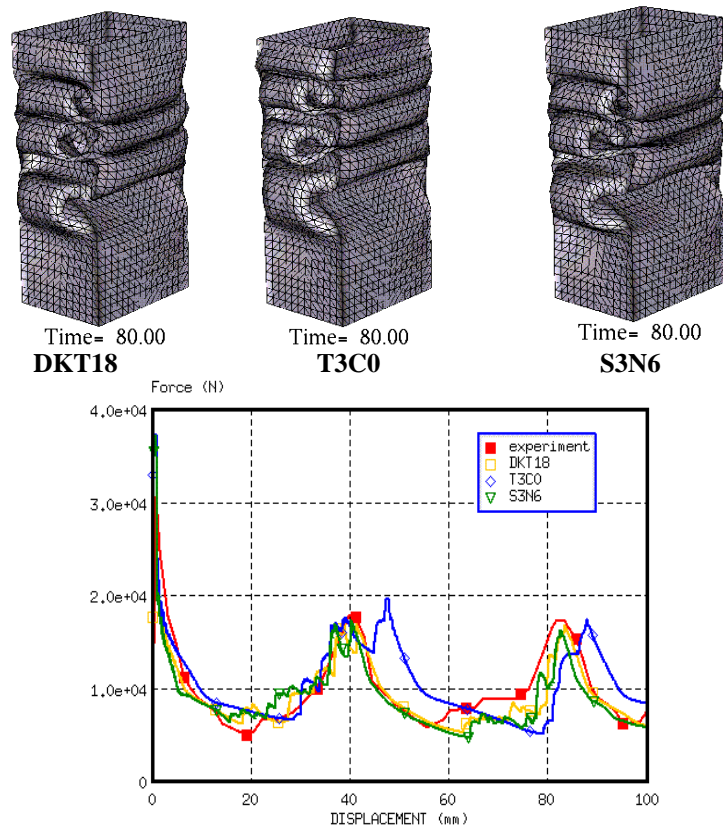 Time= 80.00
Time= 80.00
Time= 80.00
DKT18
T3C0
S3N6
Force (N)
4.0e+04
3.0e+04
2.0e+04
1.0e+04
0
experiment
DKT18
T3C0
S3N6
0 20 40 60 80 100
DISPLACEMENT (mm)